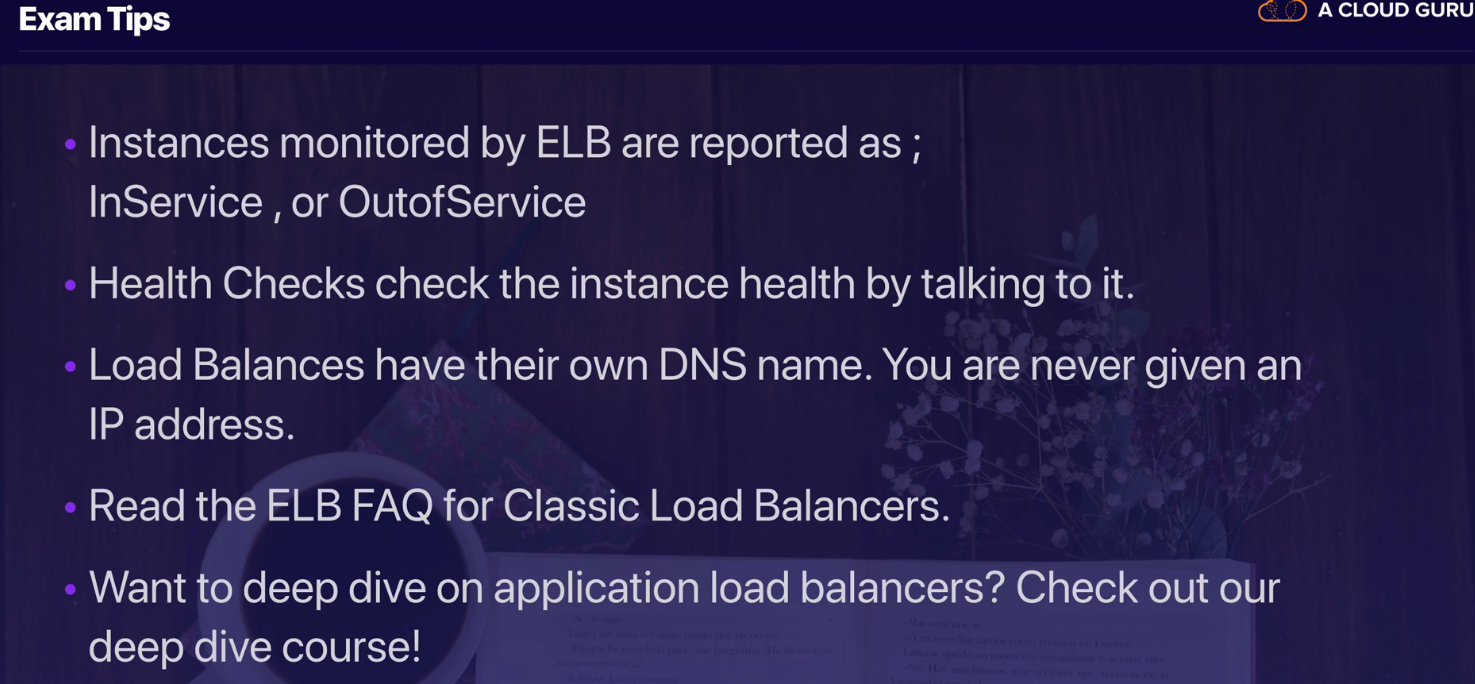 Exam Tips
A CLOUD GURU
• Instances monitored by ELB are reported as ;
InService , or OutofService
• Health Checks check the instance health by talking to it.
• Load Balances have their own DNS name. You are never given an
IP address.
• Read the ELB FAQ for Classic Load Balancers.
• Want to deep dive on application load balancers? Check out our
deep dive course!